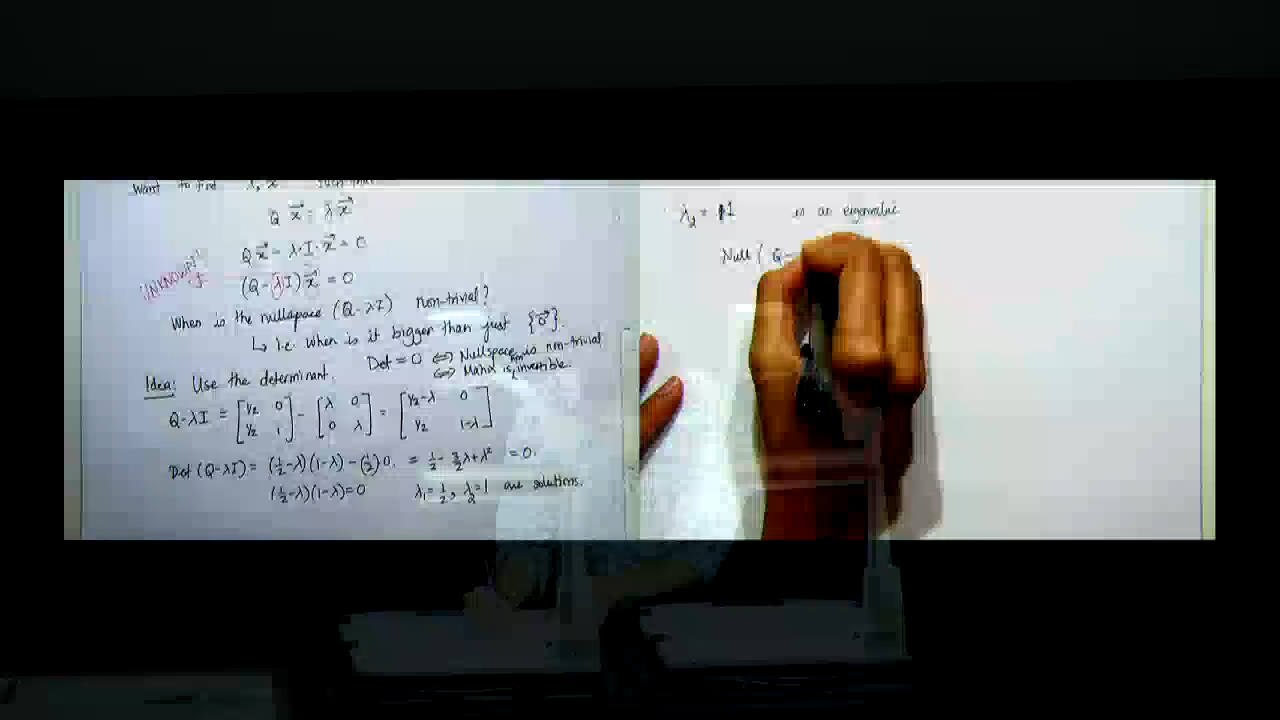 Want to find λ, x⃗ such that
Q x⃗ = λ x⃗
Q x⃗ - λ·I·x⃗ = 0
UNKNOWN
(Q-λI) x⃗ = 0
When is the nullspace (Q-λI) non-trivial?
↳ i.e. when is it bigger than just {0⃗}.
Det = 0 ⟺ Nullspace is non-trivial
⟺ Matrix is non invertible.
Idea: Use the determinant.
Q-λI = [1/2 0; 1/2 1] - [λ 0; 0 λ] = [1/2-λ 0; 1/2 1-λ]
Det (Q-λI) = (1/2-λ)(1-λ) - (1/2)0. = 1/2 - 3/2λ + λ² = 0.
(1/2-λ)(1-λ)=0 λ₁=1/2, λ₂=1 are solutions.
λ₂ = 1 is an eigenvalue
Null { Q-